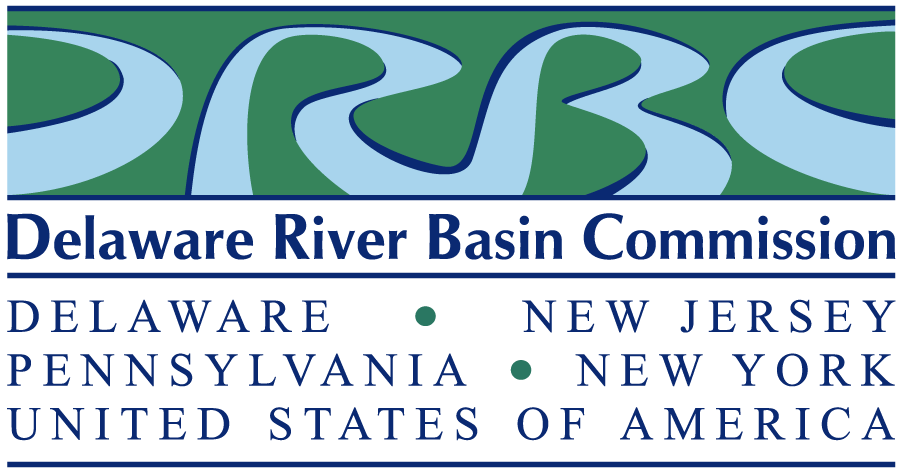 DRBC
Delaware River Basin Commission
DELAWARE • NEW JERSEY
PENNSYLVANIA • NEW YORK
UNITED STATES OF AMERICA